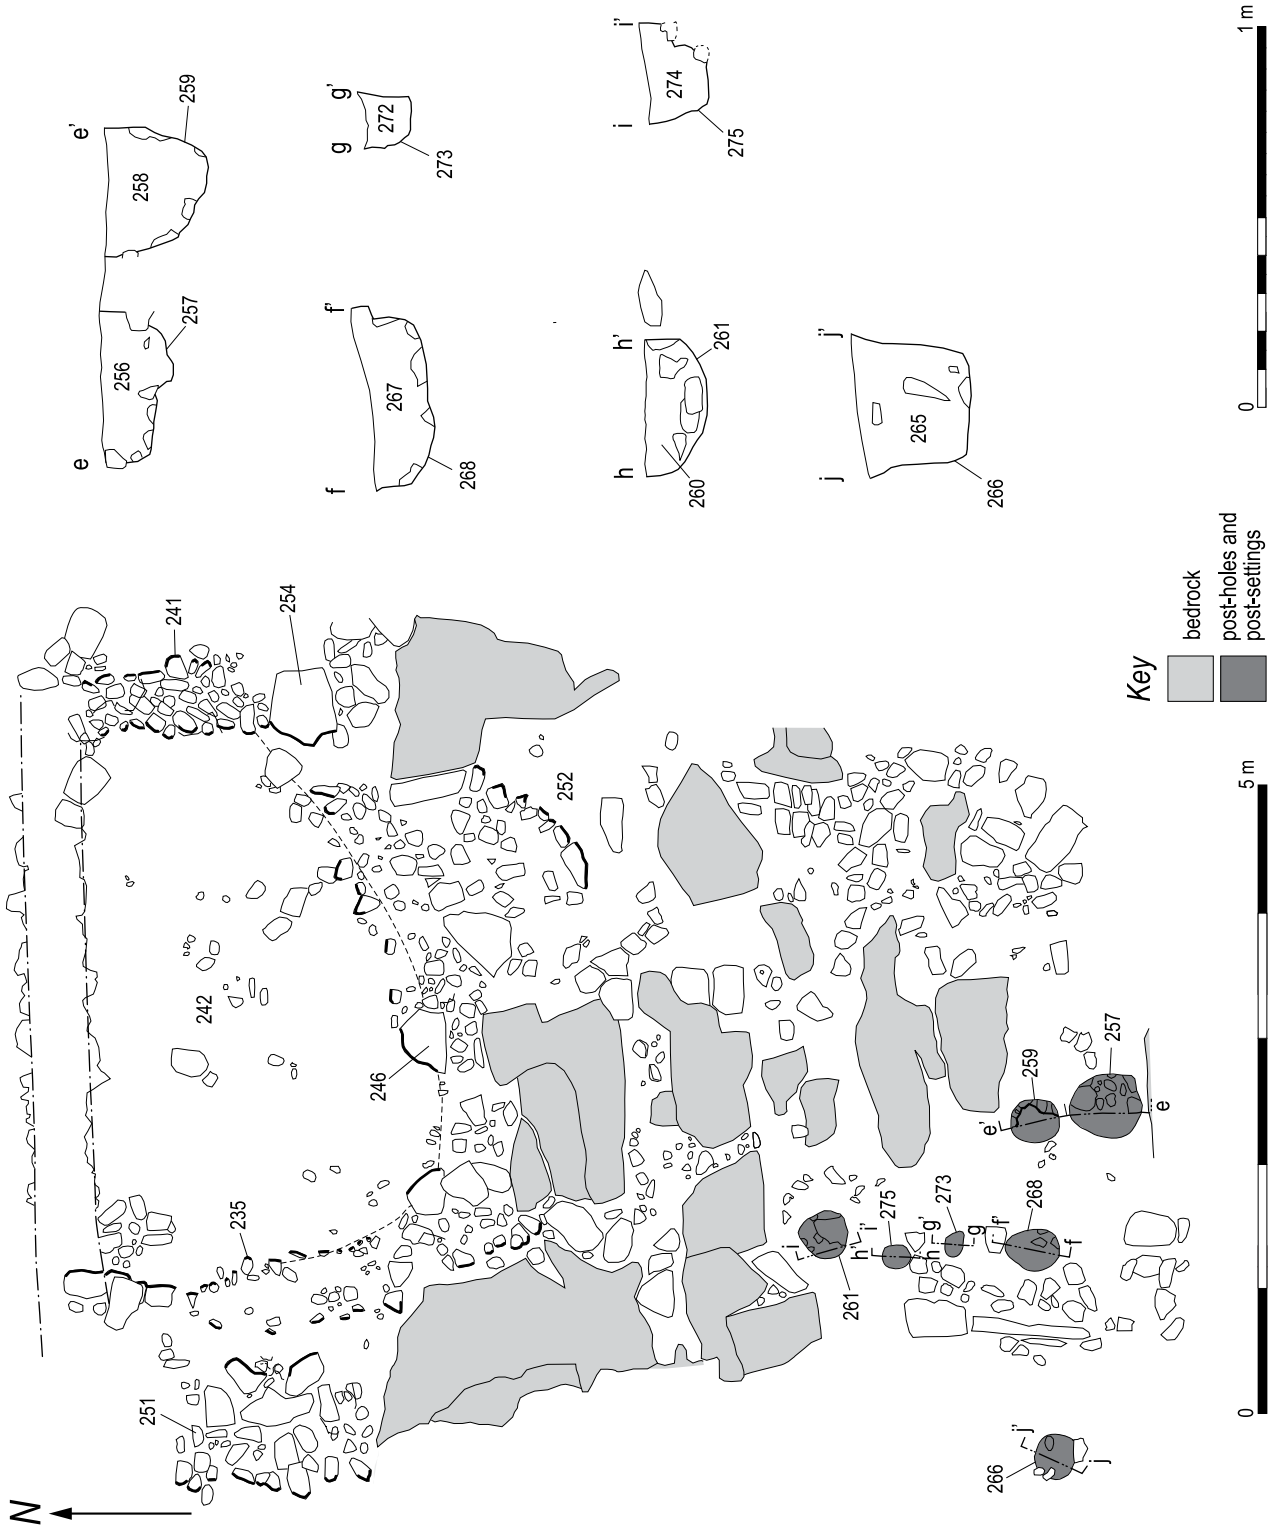 e
e'
256
257
258
259
f
f'
267
268
g
g'
272
273
h
h'
260
261
i
i'
274
275
j
j'
265
266
0
1 m
N
251
235
241
254
242
246
252
261
i
i'
h'
h
275
273
g'
g
f'
f
268
e'
e
259
257
266
j'
j
Key
bedrock
post-holes and
post-settings
0
5 m